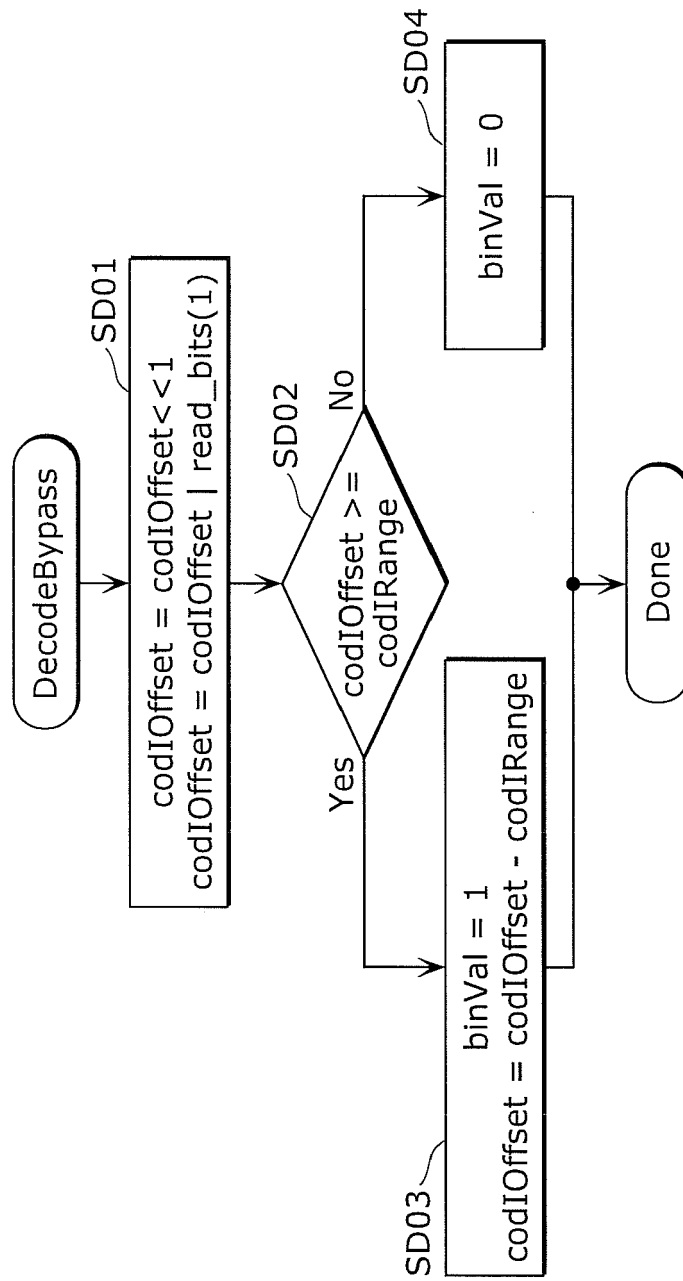 DecodeBypass
SD01
codIOffset = codIOffset<<1
codIOffset = codIOffset | read_bits(1)
SD02
codIOffset >=
codIRange
Yes
No
SD03
binVal = 1
codIOffset = codIOffset - codIRange
SD04
binVal = 0
Done